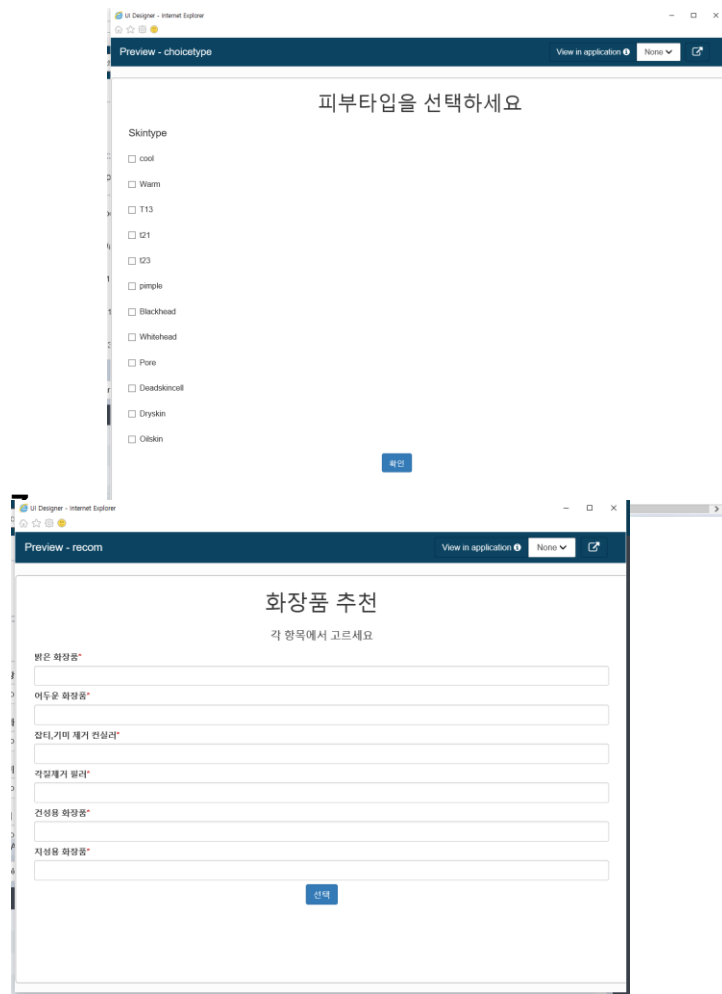 UI Designer - Internet Explorer
Preview - choicetype
View in application
None
피부타입을 선택하세요
Skintype
cool
Warm
T13
t21
t23
pimple
Blackhead
Whitehead
Pore
Deadskincell
Dryskin
Oilskin
확인
UI Designer - Internet Explorer
Preview - recom
View in application
None
화장품 추천
각 항목에서 고르세요
밝은 화장품*
어두운 화장품*
잡티,기미 제거 컨실러*
각질제거 필러*
건성용 화장품*
지성용 화장품*
선택